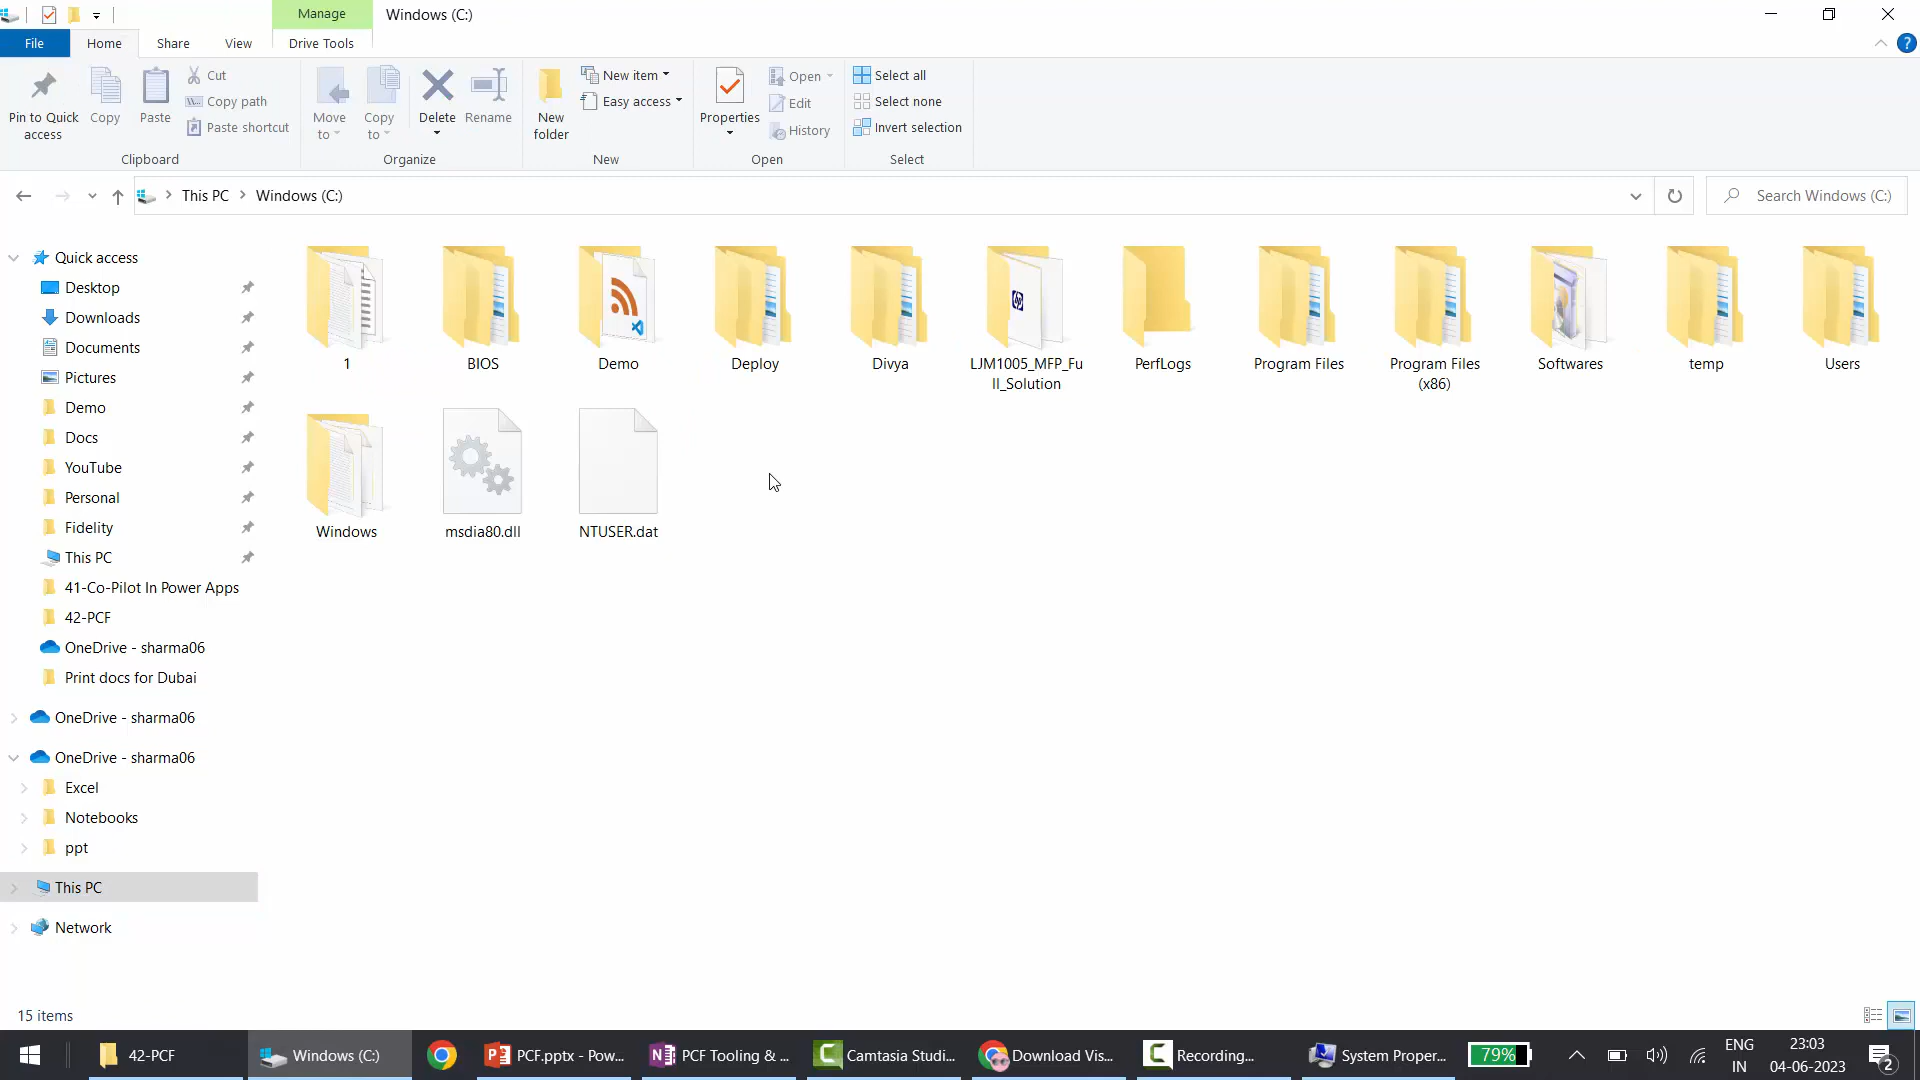 Manage
Windows (C:)
File
Home
Share
View
Drive Tools
?
Pin to Quick
access
Copy
Paste
Cut
Copy path
Paste shortcut
Clipboard
Move
to
Copy
to
Delete
Rename
Organize
New
folder
New item
Easy access
New
Properties
Open
Edit
History
Open
Select all
Select none
Invert selection
Select
This PC
Windows (C:)
Search Windows (C:)
Quick access
Desktop
Downloads
Documents
Pictures
Demo
Docs
YouTube
Personal
Fidelity
This PC
41-Co-Pilot In Power Apps
42-PCF
OneDrive - sharma06
Print docs for Dubai
OneDrive - sharma06
OneDrive - sharma06
Excel
Notebooks
ppt
This PC
Network
1
BIOS
Demo
Deploy
Divya
LJM1005_MFP_Fu
ll_Solution
PerfLogs
Program Files
Program Files
(x86)
Softwares
temp
Users
Windows
msdia80.dll
NTUSER.dat
hp
15 items
42-PCF
Windows (C:)
PCF.pptx - Pow...
PCF Tooling & ...
Camtasia Studi...
Download Vis...
Recording...
System Proper...
79%
ENG
IN
23:03
04-06-2023
2